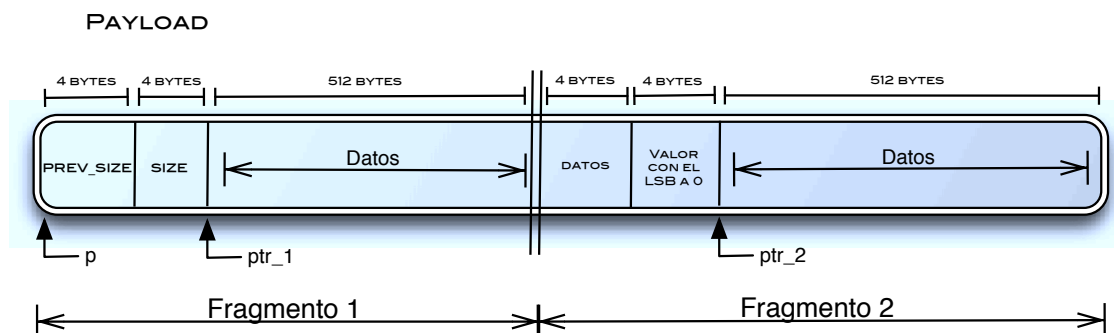 PAYLOAD
4 BYTES
4 BYTES
512 BYTES
4 BYTES
4 BYTES
512 BYTES
PREV_SIZE
SIZE
Datos
DATOS
VALOR
CON EL
LSB A 0
Datos
p
ptr_1
ptr_2
Fragmento 1
Fragmento 2